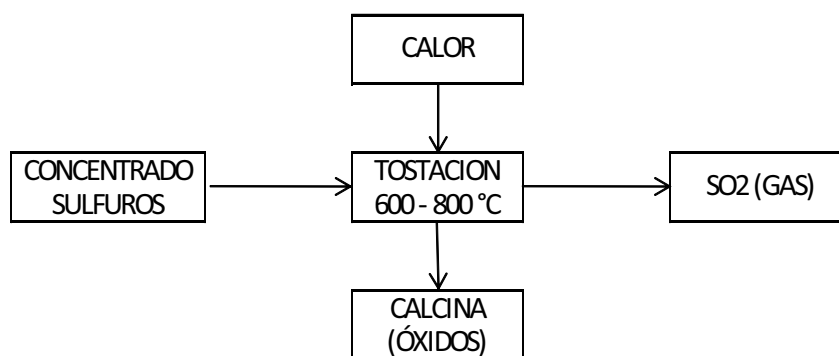 CALOR
CONCENTRADO
SULFUROS
TOSTACION
600 - 800 °C
SO2 (GAS)
CALCINA
(ÓXIDOS)